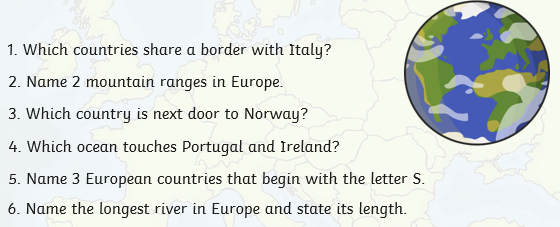 1. Which countries share a border with Italy?
2. Name 2 mountain ranges in Europe.
3. Which country is next door to Norway?
4. Which ocean touches Portugal and Ireland?
5. Name 3 European countries that begin with the letter S.
6. Name the longest river in Europe and state its length.